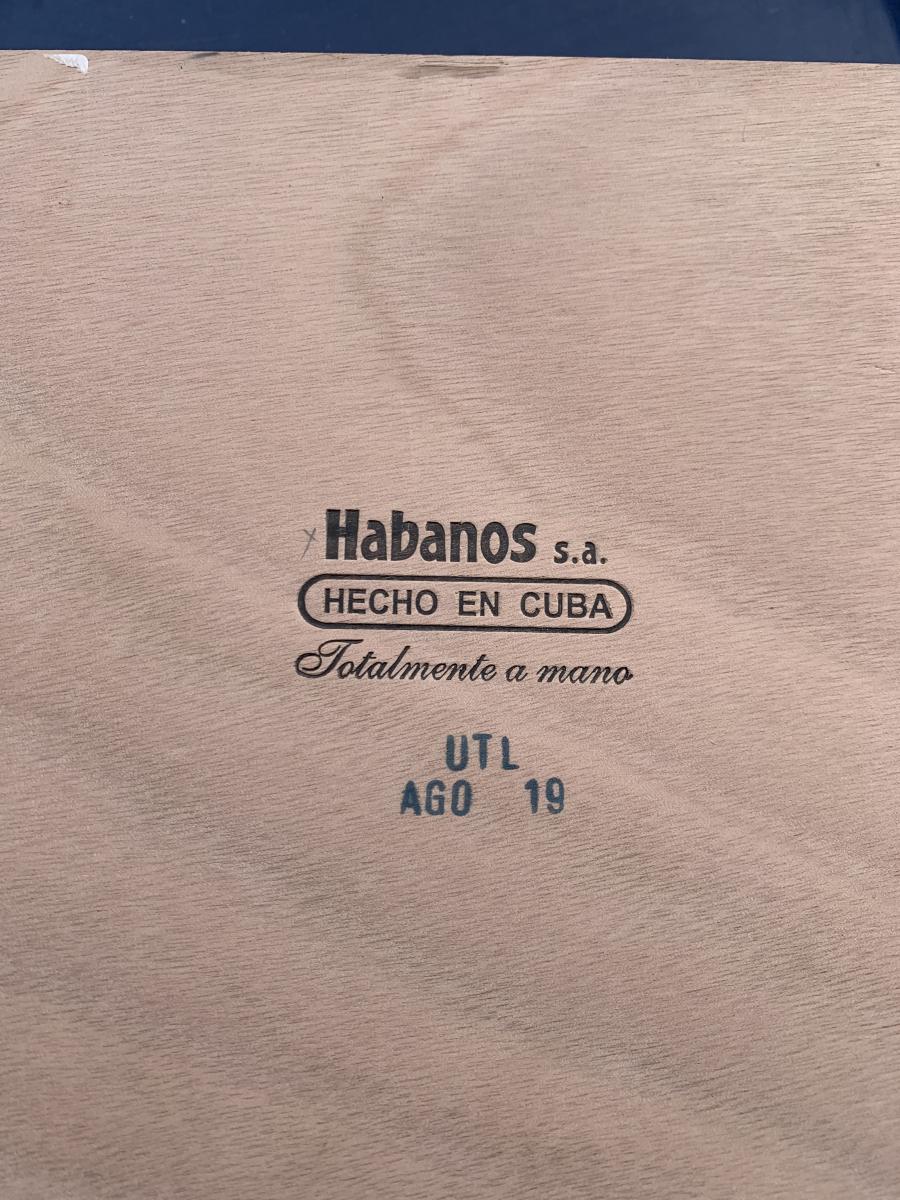 Habanos s.a.
HECHO EN CUBA
Totalmente a mano
UTL
AGO 19